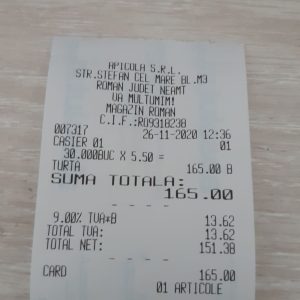 APICOLA S.R.L.
STR.STEFAN CEL MARE BL.M3
ROMAN JUDET NEAMT
VA MULTUMIM!
MAGAZIN ROMAN
C.I.F.:RO9318238
007317 26-11-2020 12:36
CASIER 01 01
30.000BUC X 5.50 =
TURTA 165.00 B
SUMA TOTALA:
165.00
- - - -
9.00% TVA*B 13.62
TOTAL TVA: 13.62
TOTAL NET: 151.38
- - - -
CARD 165.00
01 ARTICOLE